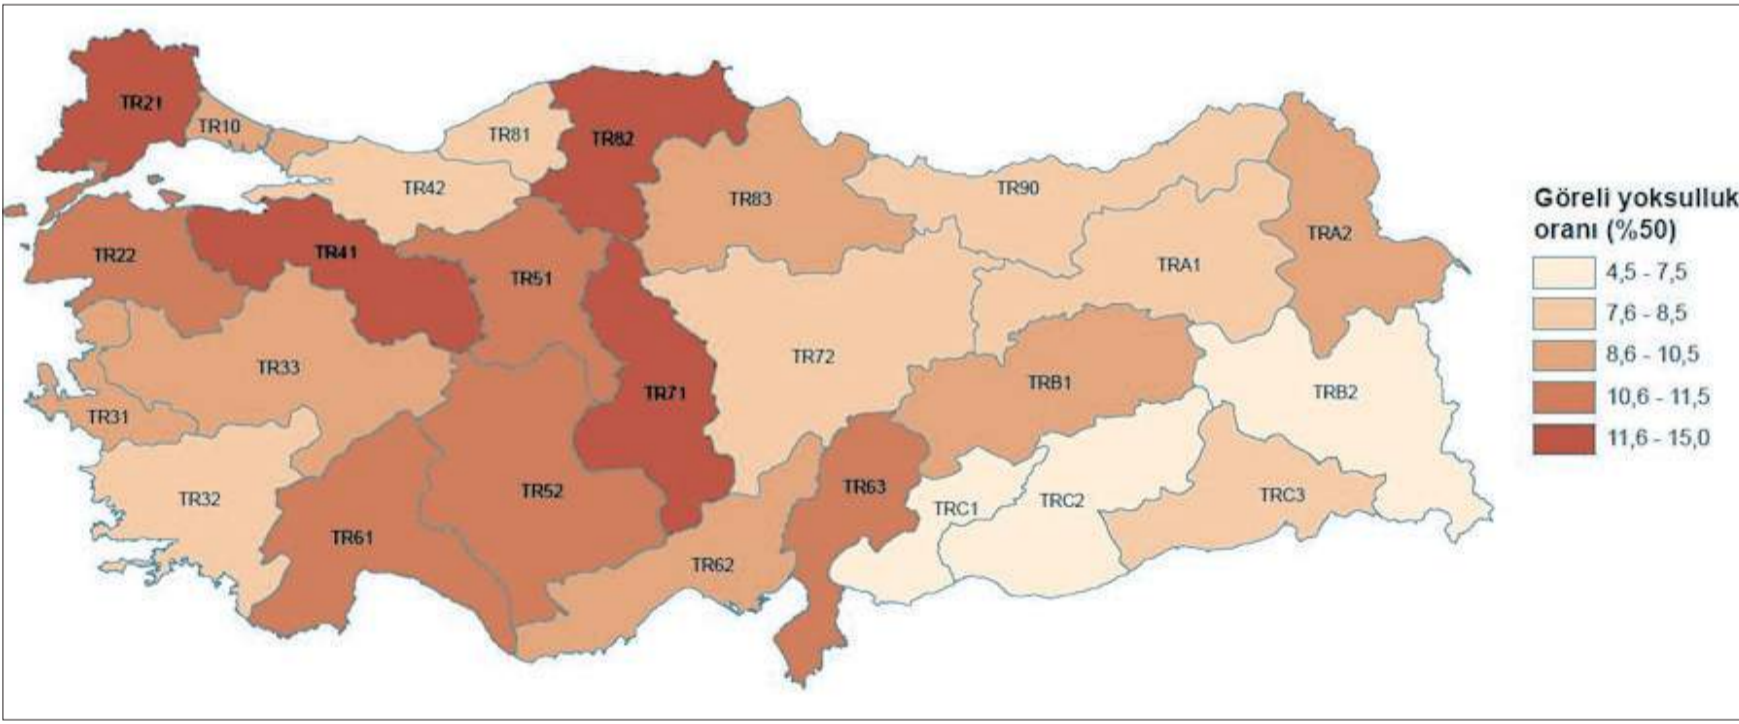 TR21
TR10
TR81
TR82
TR42
TR83
TR90
TR22
TR41
TR51
TRA1
TRA2
TR33
TR72
TR31
TR71
TRB1
TRB2
TR32
TR52
TR63
TRC1
TRC2
TRC3
TR61
TR62
Göreli yoksulluk
oranı (%50)
4,5 - 7,5
7,6 - 8,5
8,6 - 10,5
10,6 - 11,5
11,6 - 15,0